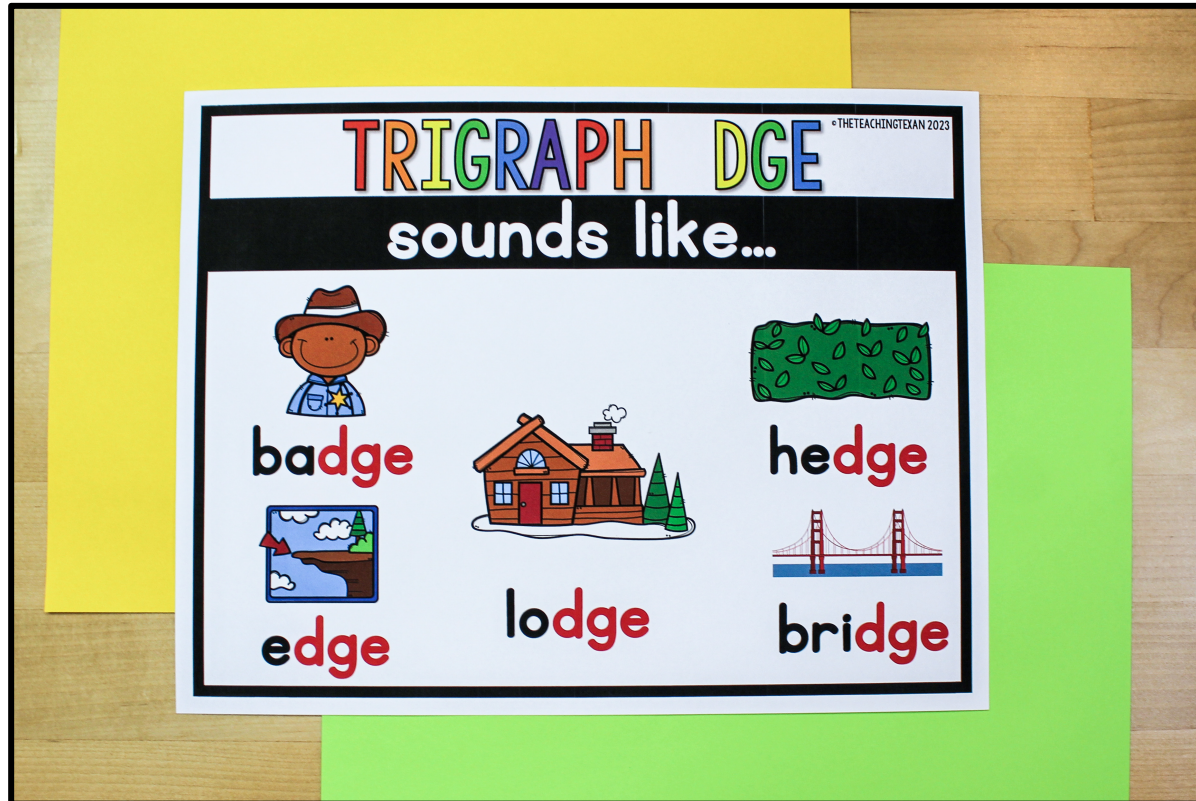 TRIGRAPH DGE
©THETEACHINGTEXAN 2023
sounds like...
badge
hedge
edge
lodge
bridge